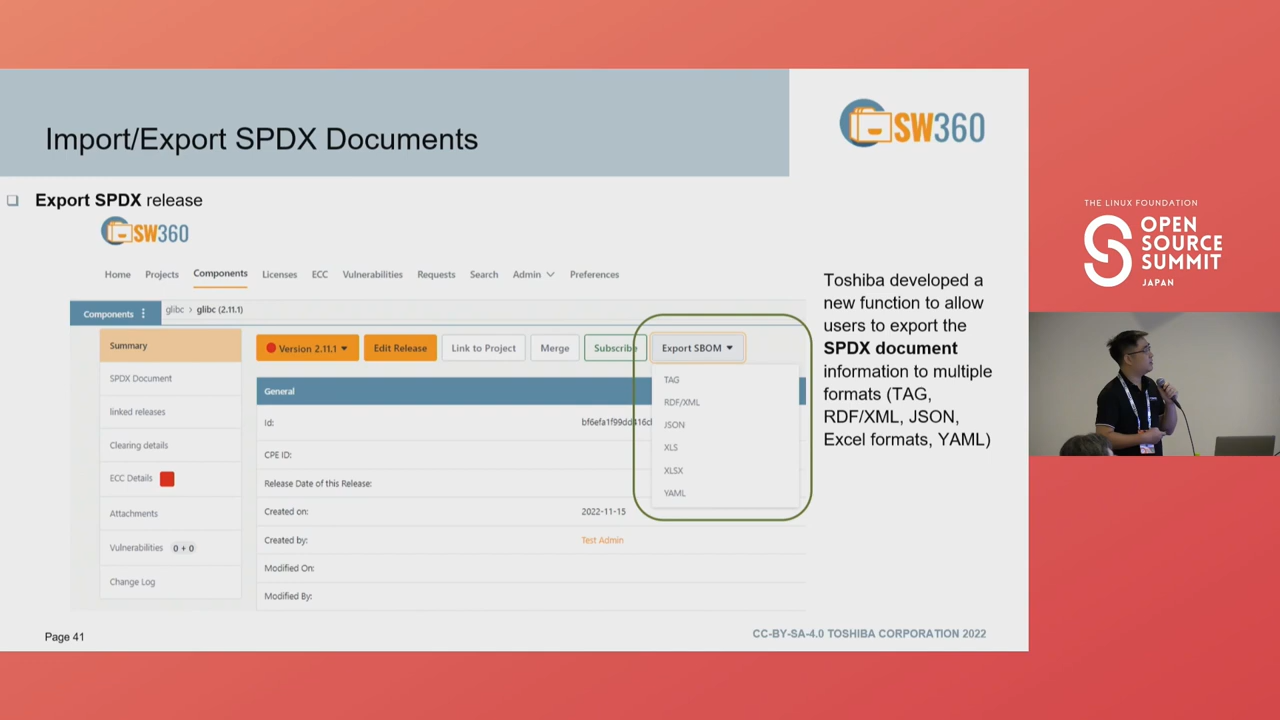 Import/Export SPDX Documents
SW360
❑ Export SPDX release
SW360
Home Projects Components Licenses ECC Vulnerabilities Requests Search Admin Preferences
Components
glibc > glibc (2.11.1)
Summary
SPDX Document
linked releases
Clearing details
ECC Details
Attachments
Vulnerabilities 0 + 0
Change Log
Version 2.11.1 Edit Release Link to Project Merge Subscribe Export SBOM
TAG
RDF/XML
JSON
XLS
XLSX
YAML
General
Id: bf6efa1f99dd416c
CPE ID:
Release Date of this Release:
Created on: 2022-11-15
Created by: Test Admin
Modified On:
Modified By:
Toshiba developed a
new function to allow
users to export the
SPDX document
information to multiple
formats (TAG,
RDF/XML, JSON,
Excel formats, YAML)
Page 41
CC-BY-SA-4.0 TOSHIBA CORPORATION 2022
THE LINUX FOUNDATION
OPEN
SOURCE
SUMMIT
JAPAN